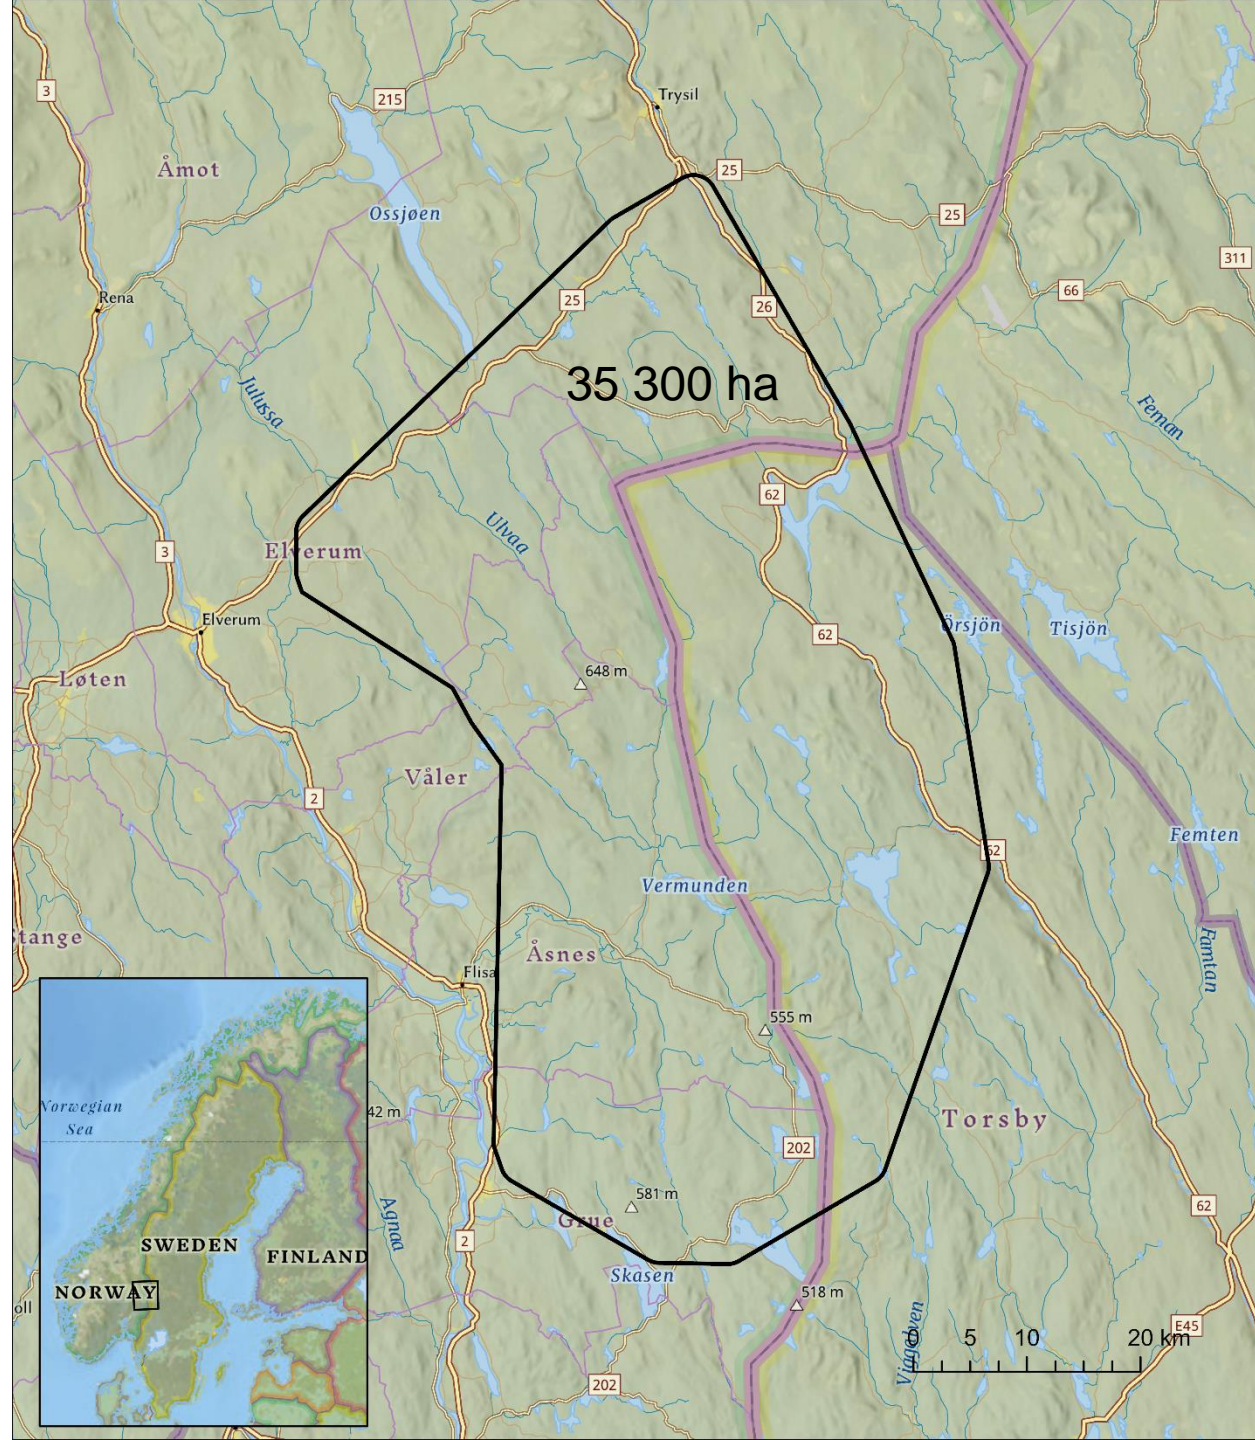 Trysil
3
215
Åmot
25
Ossjøen
25
311
Rena
25
26
66
35 300 ha
Julussa
Feman
62
Ulvaa
3
Elverum
Elverum
62
Örsjön
Tisjön
648 m
Løten
Våler
2
Femten
62
Vermunden
Stange
Åsnes
Flisa
Famtan
555 m
Norwegian
Sea
42 m
Torsby
202
581 m
Grue
Agnaa
62
2
SWEDEN
FINLAND
NORWAY
Skasen
518 m
oll
E45
0 5 10 20 km
202